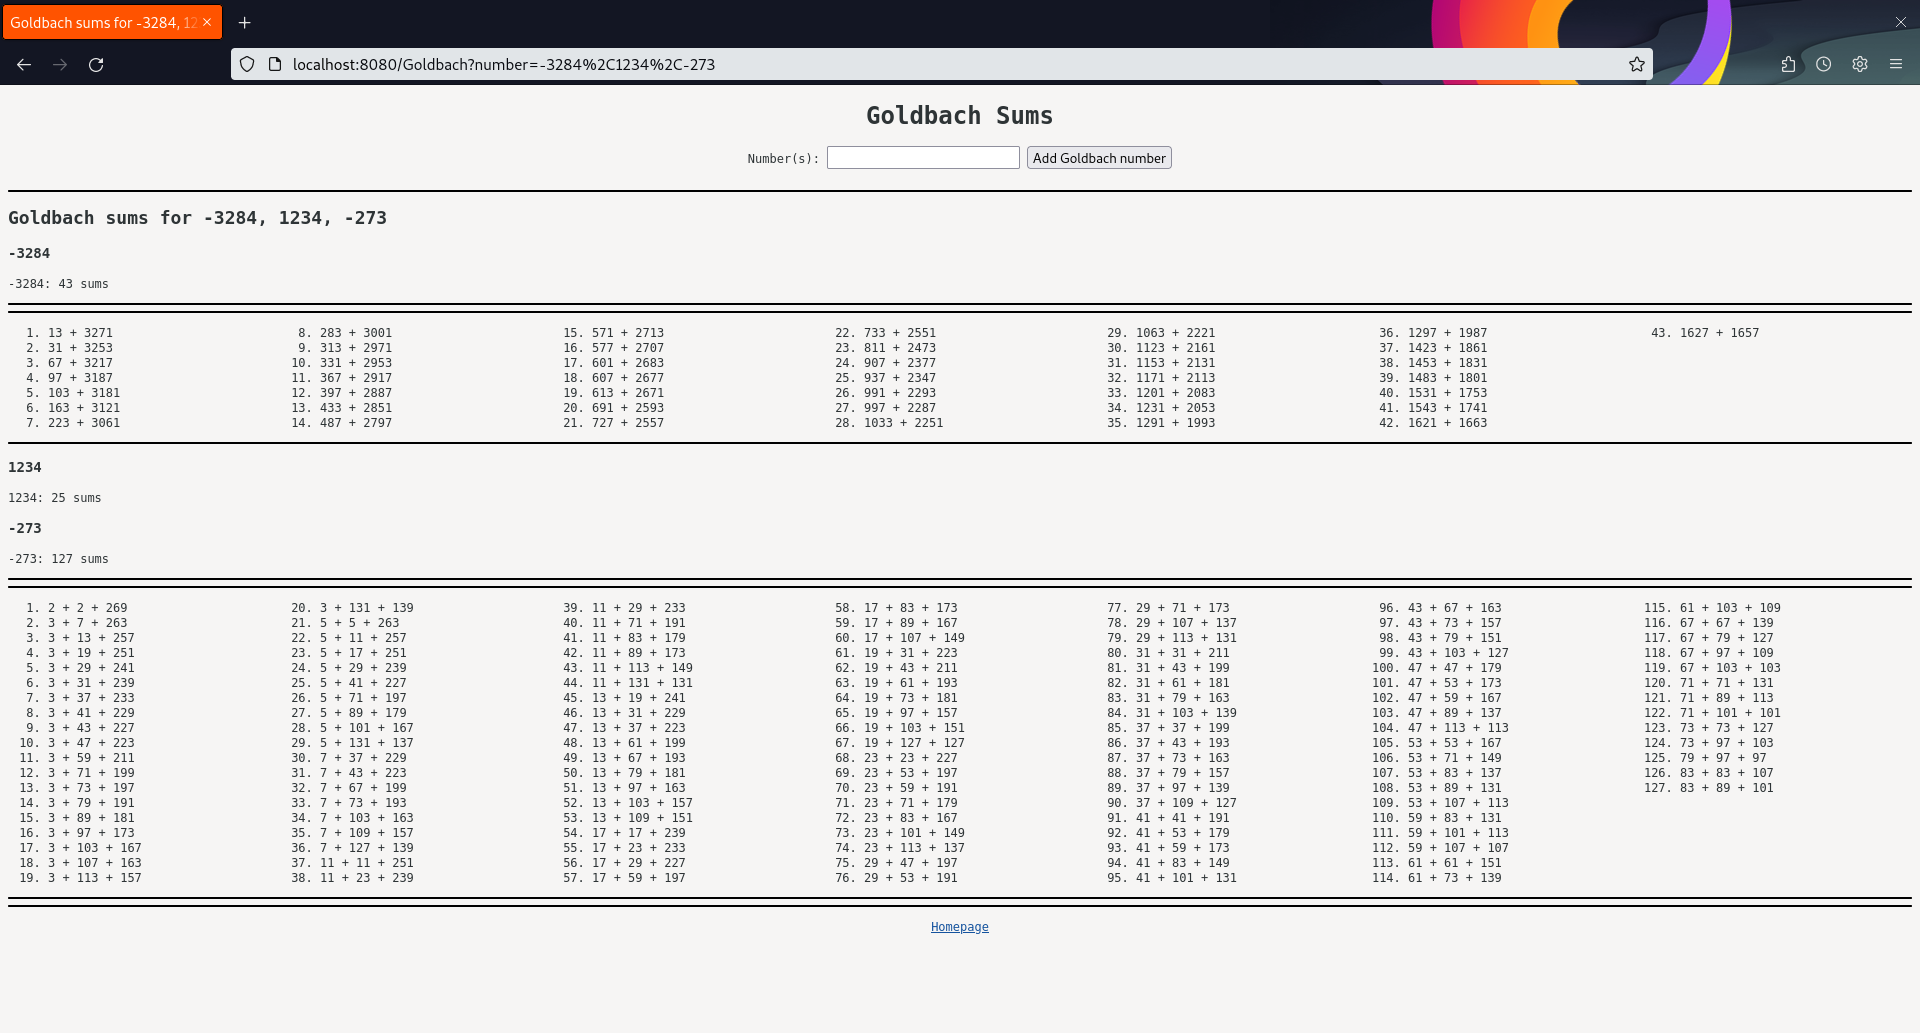 Goldbach sums for -3284, 12
localhost:8080/Goldbach?number=-3284%2C1234%2C-273
Goldbach Sums
Number(s):
Add Goldbach number
Goldbach sums for -3284, 1234, -273
-3284
-3284: 43 sums
1. 13 + 3271
2. 31 + 3253
3. 67 + 3217
4. 97 + 3187
5. 103 + 3181
6. 163 + 3121
7. 223 + 3061
8. 283 + 3001
9. 313 + 2971
10. 331 + 2953
11. 367 + 2917
12. 397 + 2887
13. 433 + 2851
14. 487 + 2797
15. 571 + 2713
16. 577 + 2707
17. 601 + 2683
18. 607 + 2677
19. 613 + 2671
20. 691 + 2593
21. 727 + 2557
22. 733 + 2551
23. 811 + 2473
24. 907 + 2377
25. 937 + 2347
26. 991 + 2293
27. 997 + 2287
28. 1033 + 2251
29. 1063 + 2221
30. 1123 + 2161
31. 1153 + 2131
32. 1171 + 2113
33. 1201 + 2083
34. 1231 + 2053
35. 1291 + 1993
36. 1297 + 1987
37. 1423 + 1861
38. 1453 + 1831
39. 1483 + 1801
40. 1531 + 1753
41. 1543 + 1741
42. 1621 + 1663
43. 1627 + 1657
1234
1234: 25 sums
-273
-273: 127 sums
1. 2 + 2 + 269
2. 3 + 7 + 263
3. 3 + 13 + 257
4. 3 + 19 + 251
5. 3 + 29 + 241
6. 3 + 31 + 239
7. 3 + 37 + 233
8. 3 + 41 + 229
9. 3 + 43 + 227
10. 3 + 47 + 223
11. 3 + 59 + 211
12. 3 + 71 + 199
13. 3 + 73 + 197
14. 3 + 79 + 191
15. 3 + 89 + 181
16. 3 + 97 + 173
17. 3 + 103 + 167
18. 3 + 107 + 163
19. 3 + 113 + 157
20. 3 + 131 + 139
21. 5 + 5 + 263
22. 5 + 11 + 257
23. 5 + 17 + 251
24. 5 + 29 + 239
25. 5 + 41 + 227
26. 5 + 71 + 197
27. 5 + 89 + 179
28. 5 + 101 + 167
29. 5 + 131 + 137
30. 7 + 37 + 229
31. 7 + 43 + 223
32. 7 + 67 + 199
33. 7 + 73 + 193
34. 7 + 103 + 163
35. 7 + 109 + 157
36. 7 + 127 + 139
37. 11 + 11 + 251
38. 11 + 23 + 239
39. 11 + 29 + 233
40. 11 + 71 + 191
41. 11 + 83 + 179
42. 11 + 89 + 173
43. 11 + 113 + 149
44. 11 + 131 + 131
45. 13 + 19 + 241
46. 13 + 31 + 229
47. 13 + 37 + 223
48. 13 + 61 + 199
49. 13 + 67 + 193
50. 13 + 79 + 181
51. 13 + 97 + 163
52. 13 + 103 + 157
53. 13 + 109 + 151
54. 17 + 17 + 239
55. 17 + 23 + 233
56. 17 + 29 + 227
57. 17 + 59 + 197
58. 17 + 83 + 173
59. 17 + 89 + 167
60. 17 + 107 + 149
61. 19 + 31 + 223
62. 19 + 43 + 211
63. 19 + 61 + 193
64. 19 + 73 + 181
65. 19 + 97 + 157
66. 19 + 103 + 151
67. 19 + 127 + 127
68. 23 + 23 + 227
69. 23 + 53 + 197
70. 23 + 59 + 191
71. 23 + 71 + 179
72. 23 + 83 + 167
73. 23 + 101 + 149
74. 23 + 113 + 137
75. 29 + 47 + 197
76. 29 + 53 + 191
77. 29 + 71 + 173
78. 29 + 107 + 137
79. 29 + 113 + 131
80. 31 + 31 + 211
81. 31 + 43 + 199
82. 31 + 61 + 181
83. 31 + 79 + 163
84. 31 + 103 + 139
85. 37 + 37 + 199
86. 37 + 43 + 193
87. 37 + 73 + 163
88. 37 + 79 + 157
89. 37 + 97 + 139
90. 37 + 109 + 127
91. 41 + 41 + 191
92. 41 + 53 + 179
93. 41 + 59 + 173
94. 41 + 83 + 149
95. 41 + 101 + 131
96. 43 + 67 + 163
97. 43 + 73 + 157
98. 43 + 79 + 151
99. 43 + 103 + 127
100. 47 + 47 + 179
101. 47 + 53 + 173
102. 47 + 59 + 167
103. 47 + 89 + 137
104. 47 + 113 + 113
105. 53 + 53 + 167
106. 53 + 71 + 149
107. 53 + 83 + 137
108. 53 + 89 + 131
109. 53 + 107 + 113
110. 59 + 83 + 131
111. 59 + 101 + 113
112. 59 + 107 + 107
113. 61 + 61 + 151
114. 61 + 73 + 139
115. 61 + 103 + 109
116. 67 + 67 + 139
117. 67 + 79 + 127
118. 67 + 97 + 109
119. 67 + 103 + 103
120. 71 + 71 + 131
121. 71 + 89 + 113
122. 71 + 101 + 101
123. 73 + 73 + 127
124. 73 + 97 + 103
125. 79 + 97 + 97
126. 83 + 83 + 107
127. 83 + 89 + 101
Homepage